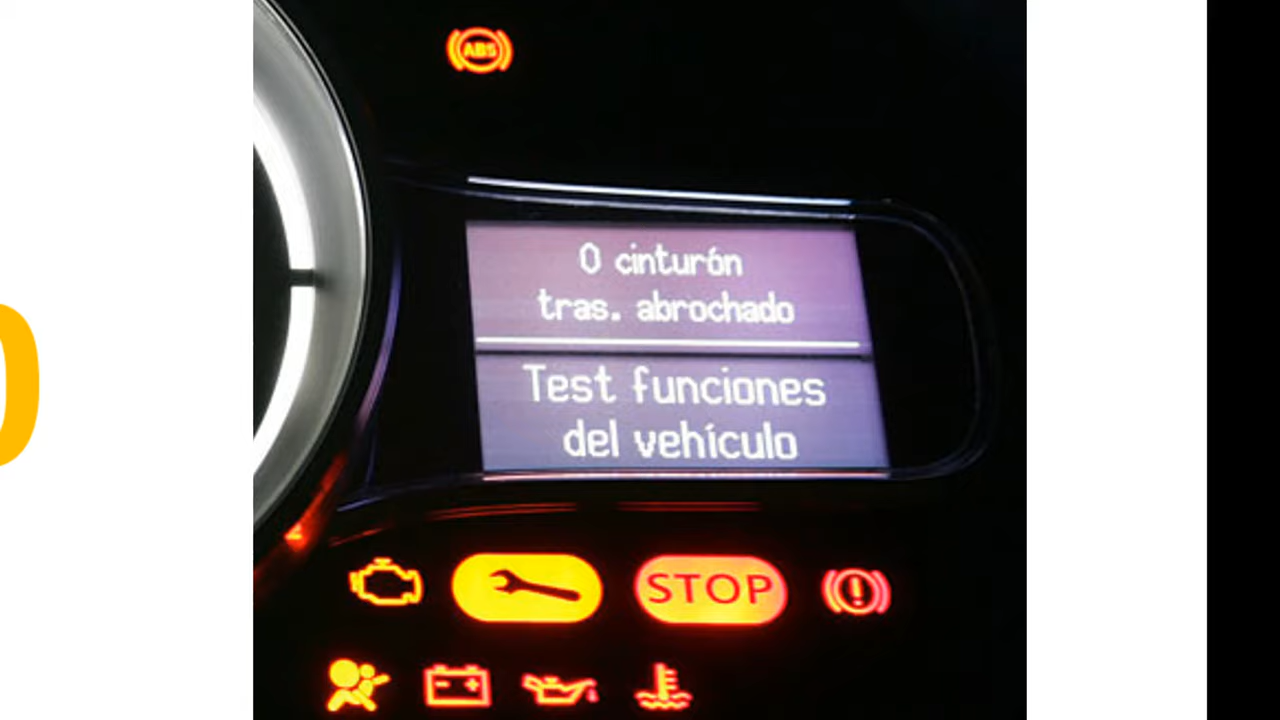 ABS
0 cinturón
tras. abrochado
Test funciones
del vehículo
STOP